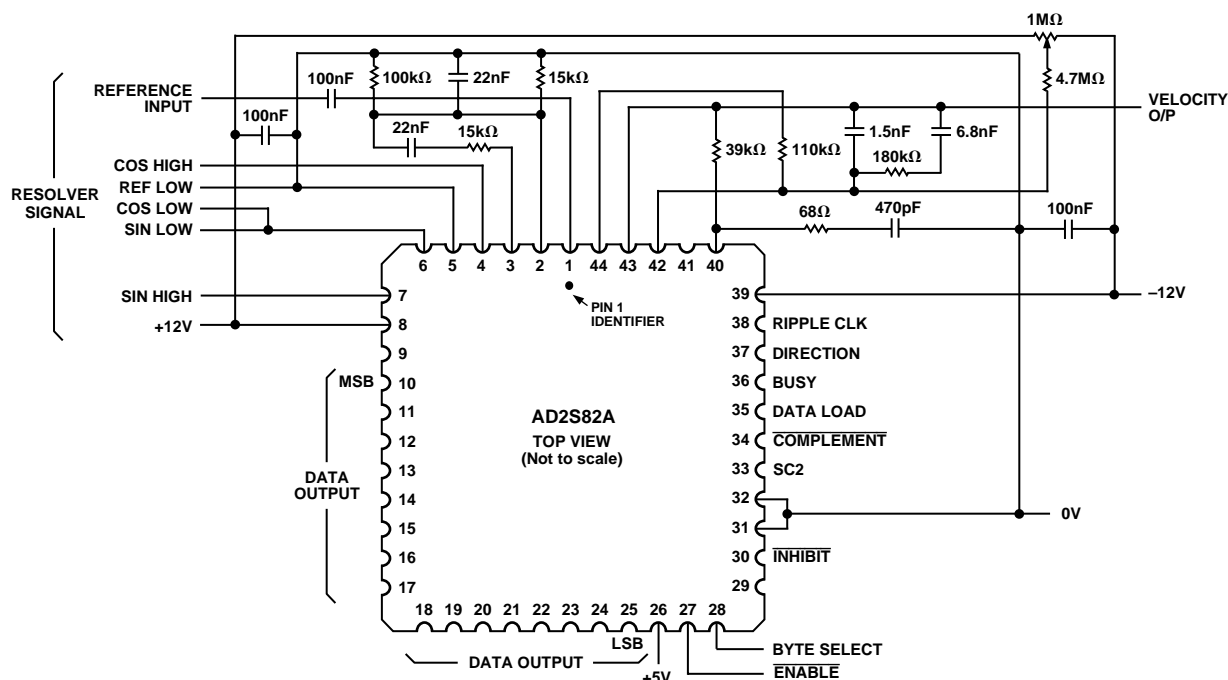 1MΩ
100nF
100kΩ
22nF
15kΩ
4.7MΩ
REFERENCE
INPUT
VELOCITY
O/P
100nF
22nF
15kΩ
1.5nF
6.8nF
39kΩ
110kΩ
180kΩ
COS HIGH
REF LOW
COS LOW
SIN LOW
RESOLVER
SIGNAL
68Ω
470pF
100nF
6 5 4 3 2 1 44 43 42 41 40
SIN HIGH
+12V
7
8
9
MSB 10
11
12
13
14
15
16
17
DATA
OUTPUT
PIN 1
IDENTIFIER
AD2S82A
TOP VIEW
(Not to scale)
39
–12V
38 RIPPLE CLK
37 DIRECTION
36 BUSY
35 DATA LOAD
34 COMPLEMENT
33 SC2
32
31
0V
30 INHIBIT
29
18 19 20 21 22 23 24 25 26 27 28
LSB
DATA OUTPUT
+5V
BYTE SELECT
ENABLE